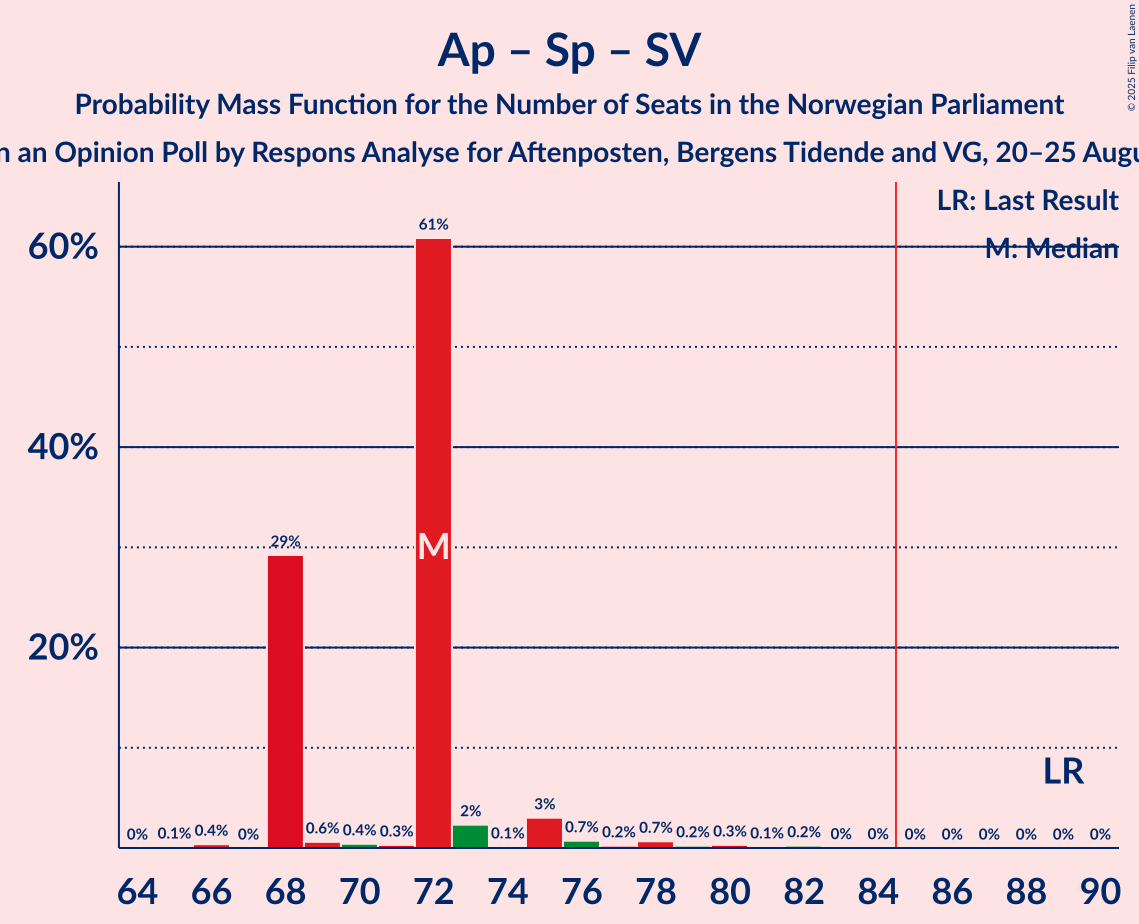 Ap – Sp – SV
Probability Mass Function for the Number of Seats in the Norwegian Parliament
an Opinion Poll by Respons Analyse for Aftenposten, Bergens Tidende and VG, 20–25
© 2025 Filip van Laenen
LR: Last Result
M: Median
60%
40%
20%
0% 0.1% 0.4% 0% 29% 0.6% 0.4% 0.3% 61% 2% 0.1% 3% 0.7% 0.2% 0.7% 0.2% 0.3% 0.1% 0.2% 0% 0% 0% 0% 0% 0% 0% 0%
M
LR
64 66 68 70 72 74 76 78 80 82 84 86 88 90